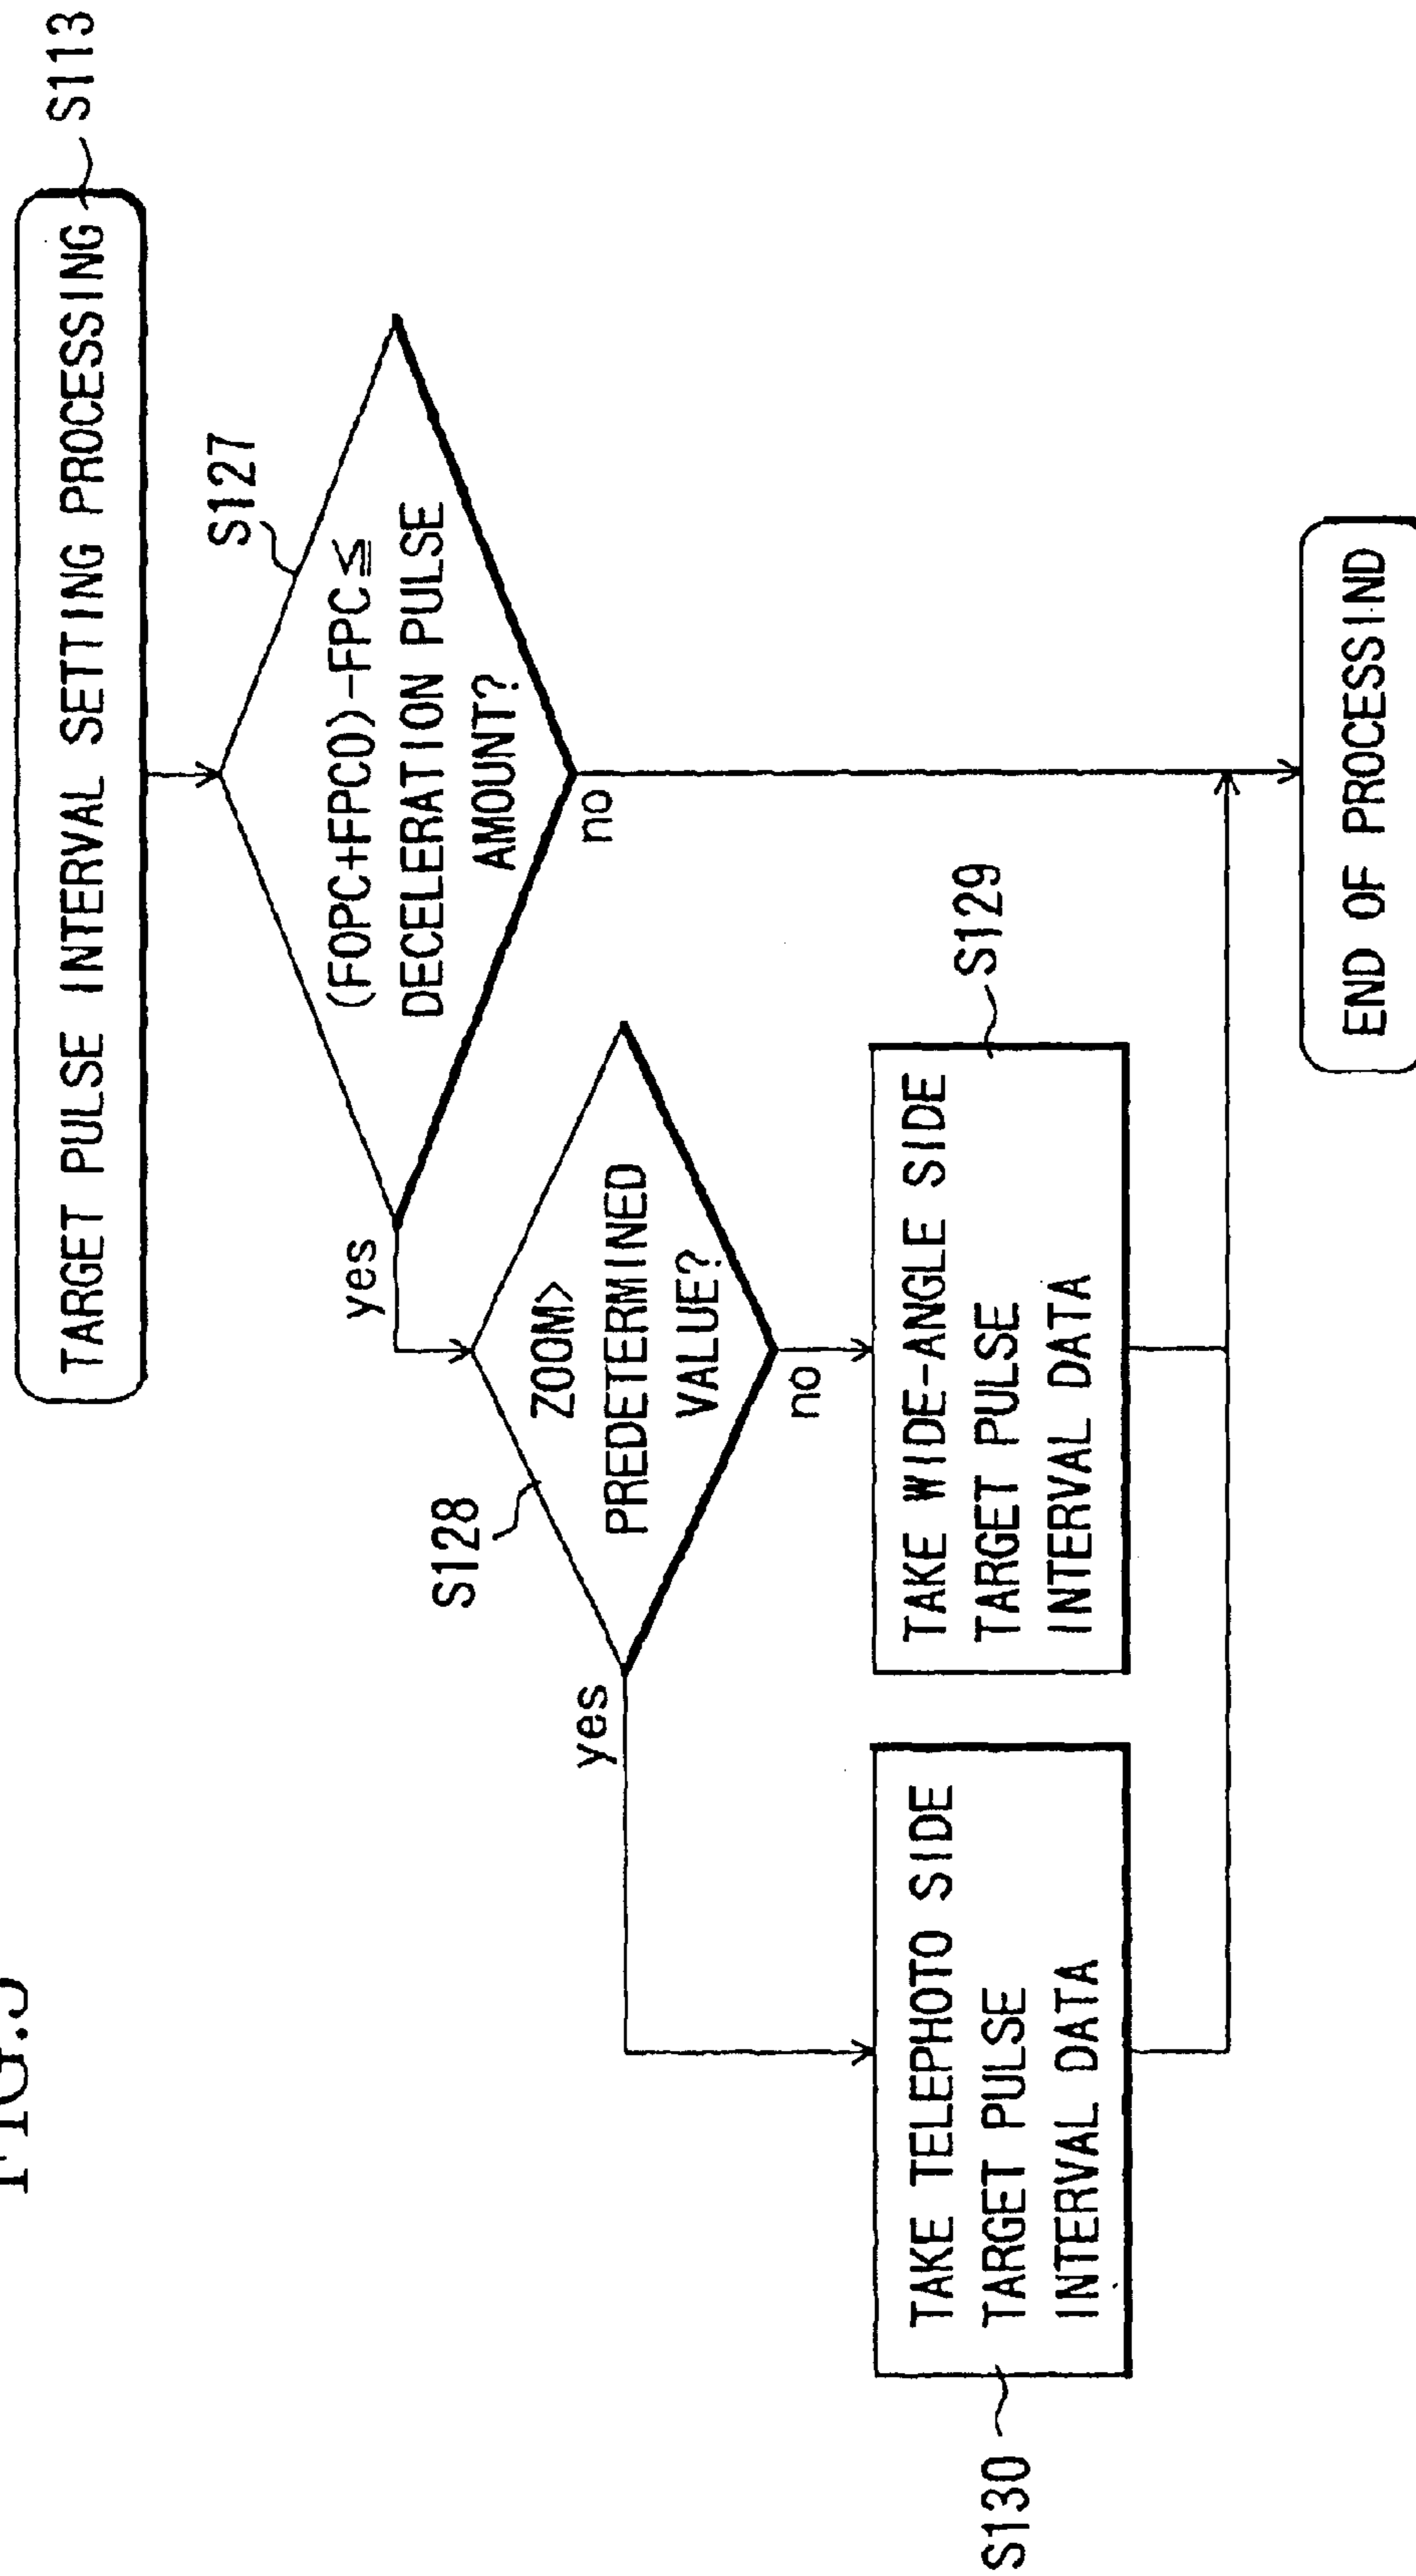 FIG.5
TARGET PULSE INTERVAL SETTING PROCESSING
S113
S127
(FOPC+FPC0)-FPC≦
DECELERATION PULSE
AMOUNT?
yes
no
S128
ZOOM>
PREDETERMINED
VALUE?
yes
no
S130
TAKE TELEPHOTO SIDE
TARGET PULSE
INTERVAL DATA
TAKE WIDE-ANGLE SIDE
TARGET PULSE
INTERVAL DATA
S129
END OF PROCESSIND